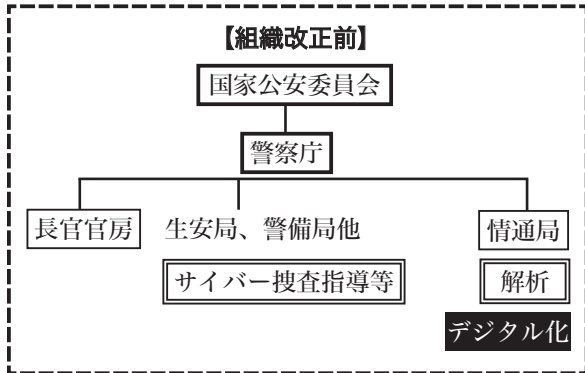 【組織改正前】
国家公安委員会
警察庁
長官官房 生安局、警備局他 情通局
サイバー捜査指導等 解析
デジタル化